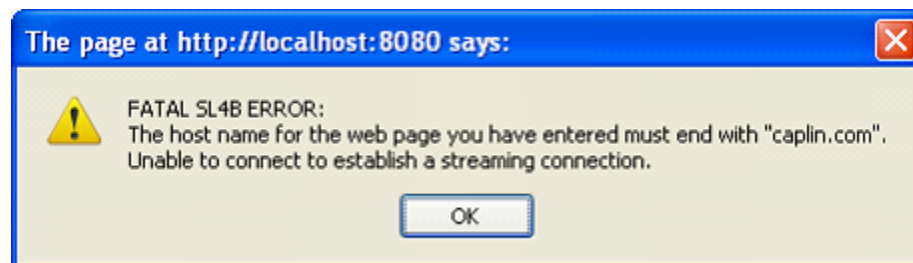 The page at http://localhost:8080 says:
FATAL SL4B ERROR:
The host name for the web page you have entered must end with "caplin.com".
Unable to connect to establish a streaming connection.
OK